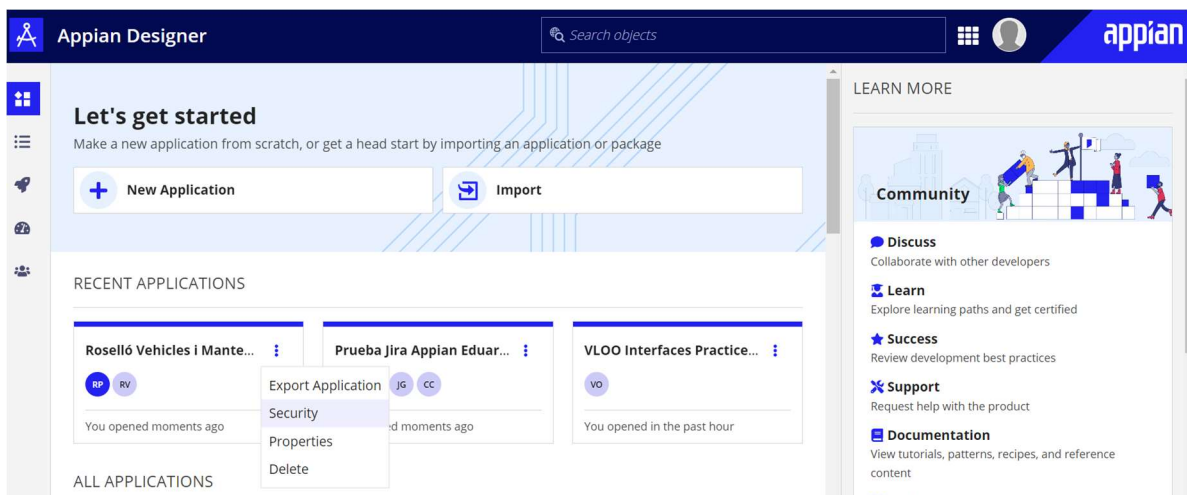 Appian Designer
Search objects
appian
Let's get started
Make a new application from scratch, or get a head start by importing an application or package
New Application
Import
RECENT APPLICATIONS
Roselló Vehicles i Mante...
RP RV
You opened moments ago
Export Application
Security
Properties
Delete
Prueba Jira Appian Eduar...
JG CC
d moments ago
VLOO Interfaces Practice...
VO
You opened in the past hour
ALL APPLICATIONS
LEARN MORE
Community
Discuss
Collaborate with other developers
Learn
Explore learning paths and get certified
Success
Review development best practices
Support
Request help with the product
Documentation
View tutorials, patterns, recipes, and reference
content